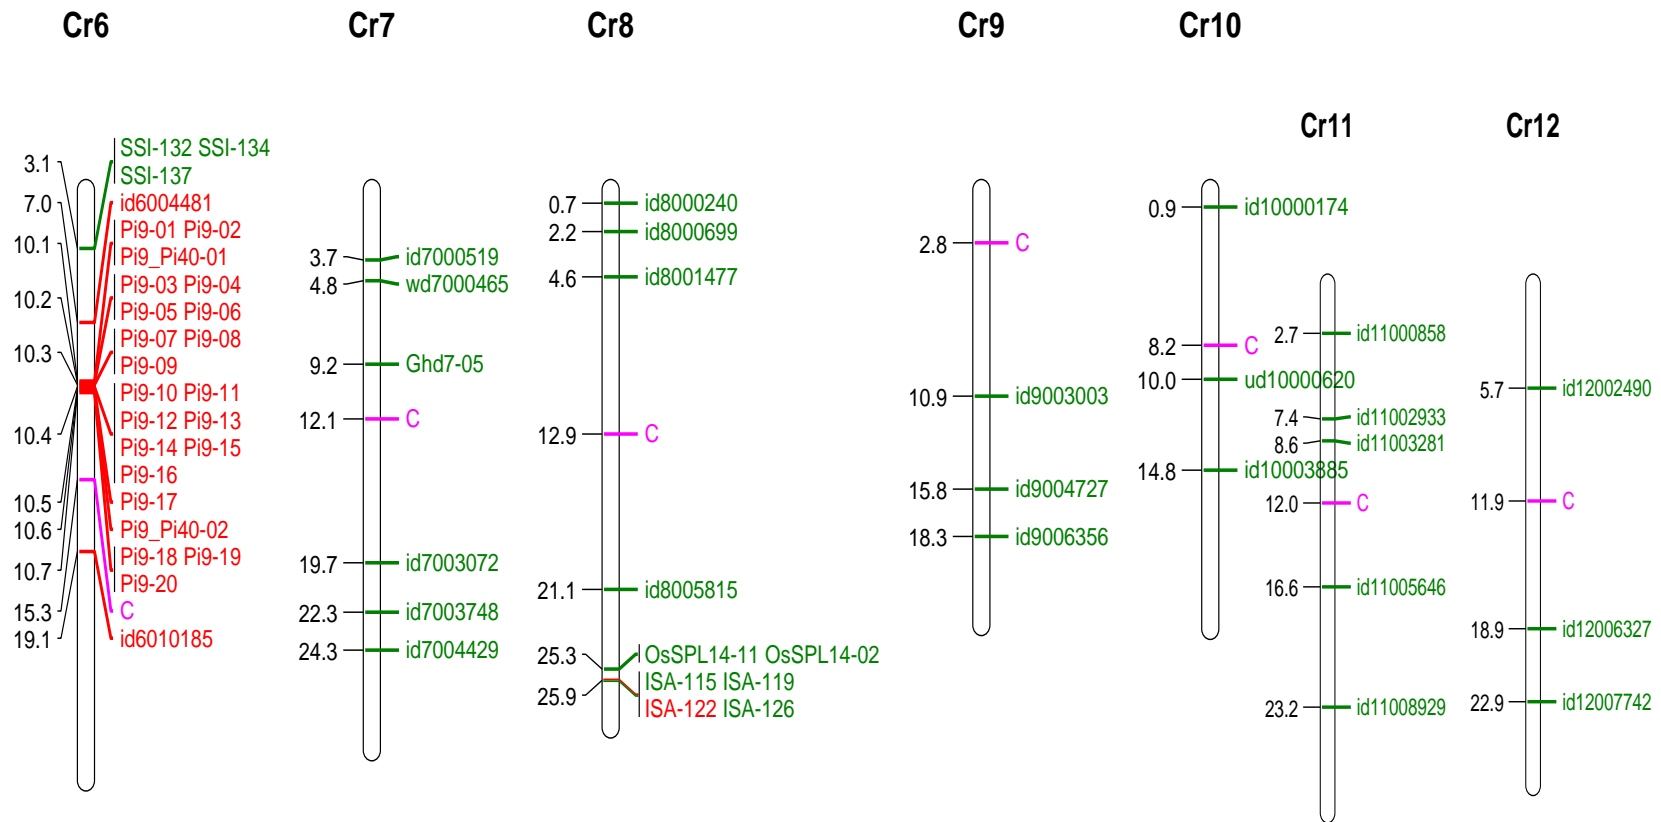 Cr6 Cr7 Cr8 Cr9 Cr10
Cr11 Cr12
3.1 SSI-132 SSI-134
SSI-137
7.0 id6004481
10.1 Pi9-01 Pi9-02
Pi9_Pi40-01
10.2 Pi9-03 Pi9-04
Pi9-05 Pi9-06
10.3 Pi9-07 Pi9-08
Pi9-09
10.4 Pi9-10 Pi9-11
Pi9-12 Pi9-13
Pi9-14 Pi9-15
Pi9-16
10.5 Pi9-17
10.6 Pi9_Pi40-02
10.7 Pi9-18 Pi9-19
Pi9-20
15.3 C
19.1 id6010185
3.7 id7000519
4.8 wd7000465
9.2 Ghd7-05
12.1 C
19.7 id7003072
22.3 id7003748
24.3 id7004429
0.7 id8000240
2.2 id8000699
4.6 id8001477
12.9 C
21.1 id8005815
25.3 OsSPL14-11 OsSPL14-02
25.9 ISA-115 ISA-119
ISA-122 ISA-126
2.8 C
10.9 id9003003
15.8 id9004727
18.3 id9006356
0.9 id10000174
8.2 C
10.0 ud10000620
14.8 id10003885
2.7 id11000858
7.4 id11002933
8.6 id11003281
12.0 C
16.6 id11005646
23.2 id11008929
5.7 id12002490
11.9 C
18.9 id12006327
22.9 id12007742